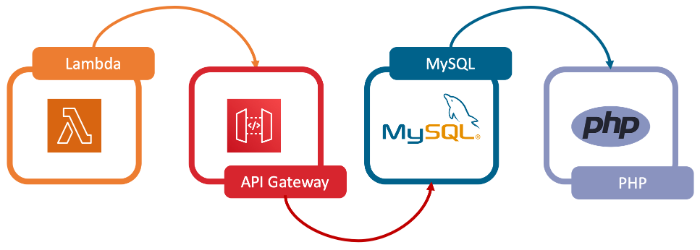 Lambda
</>
API Gateway
MySQL
MySQL®
php
PHP